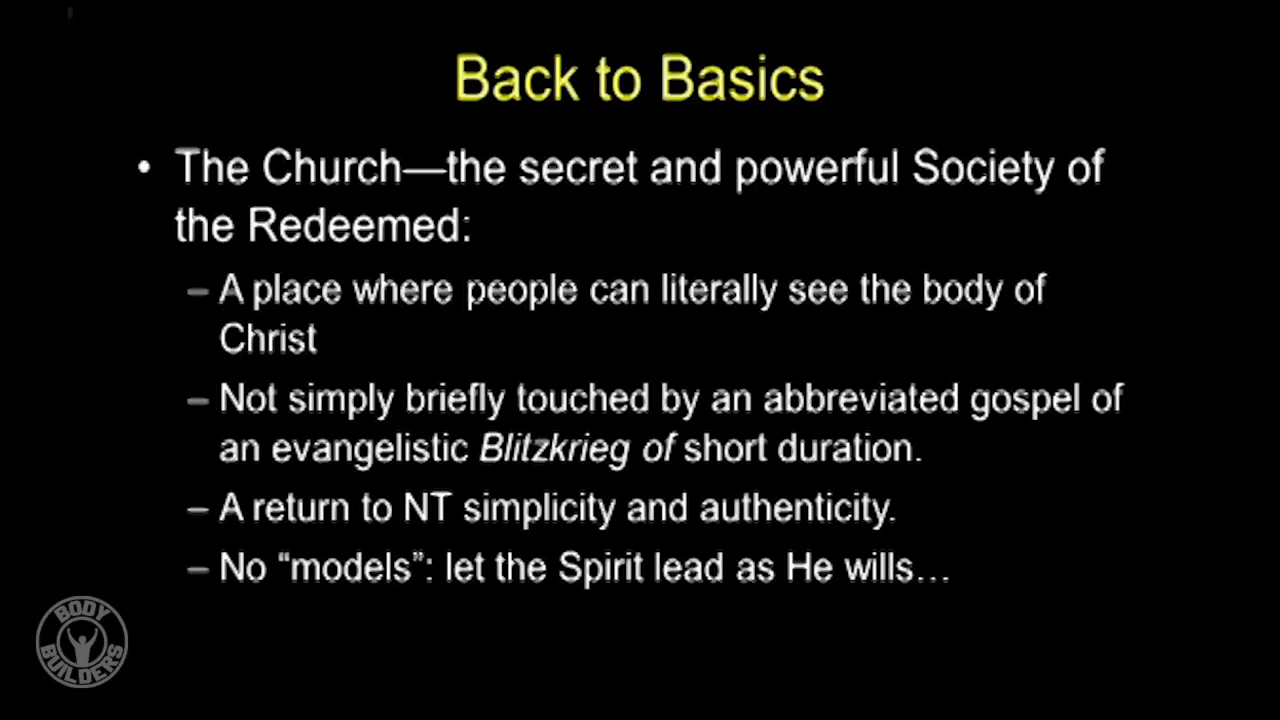 Back to Basics
• The Church—the secret and powerful Society of
the Redeemed:
– A place where people can literally see the body of
Christ
– Not simply briefly touched by an abbreviated gospel of
an evangelistic Blitzkrieg of short duration.
– A return to NT simplicity and authenticity.
– No “models”: let the Spirit lead as He wills…
BODY
BUILDERS